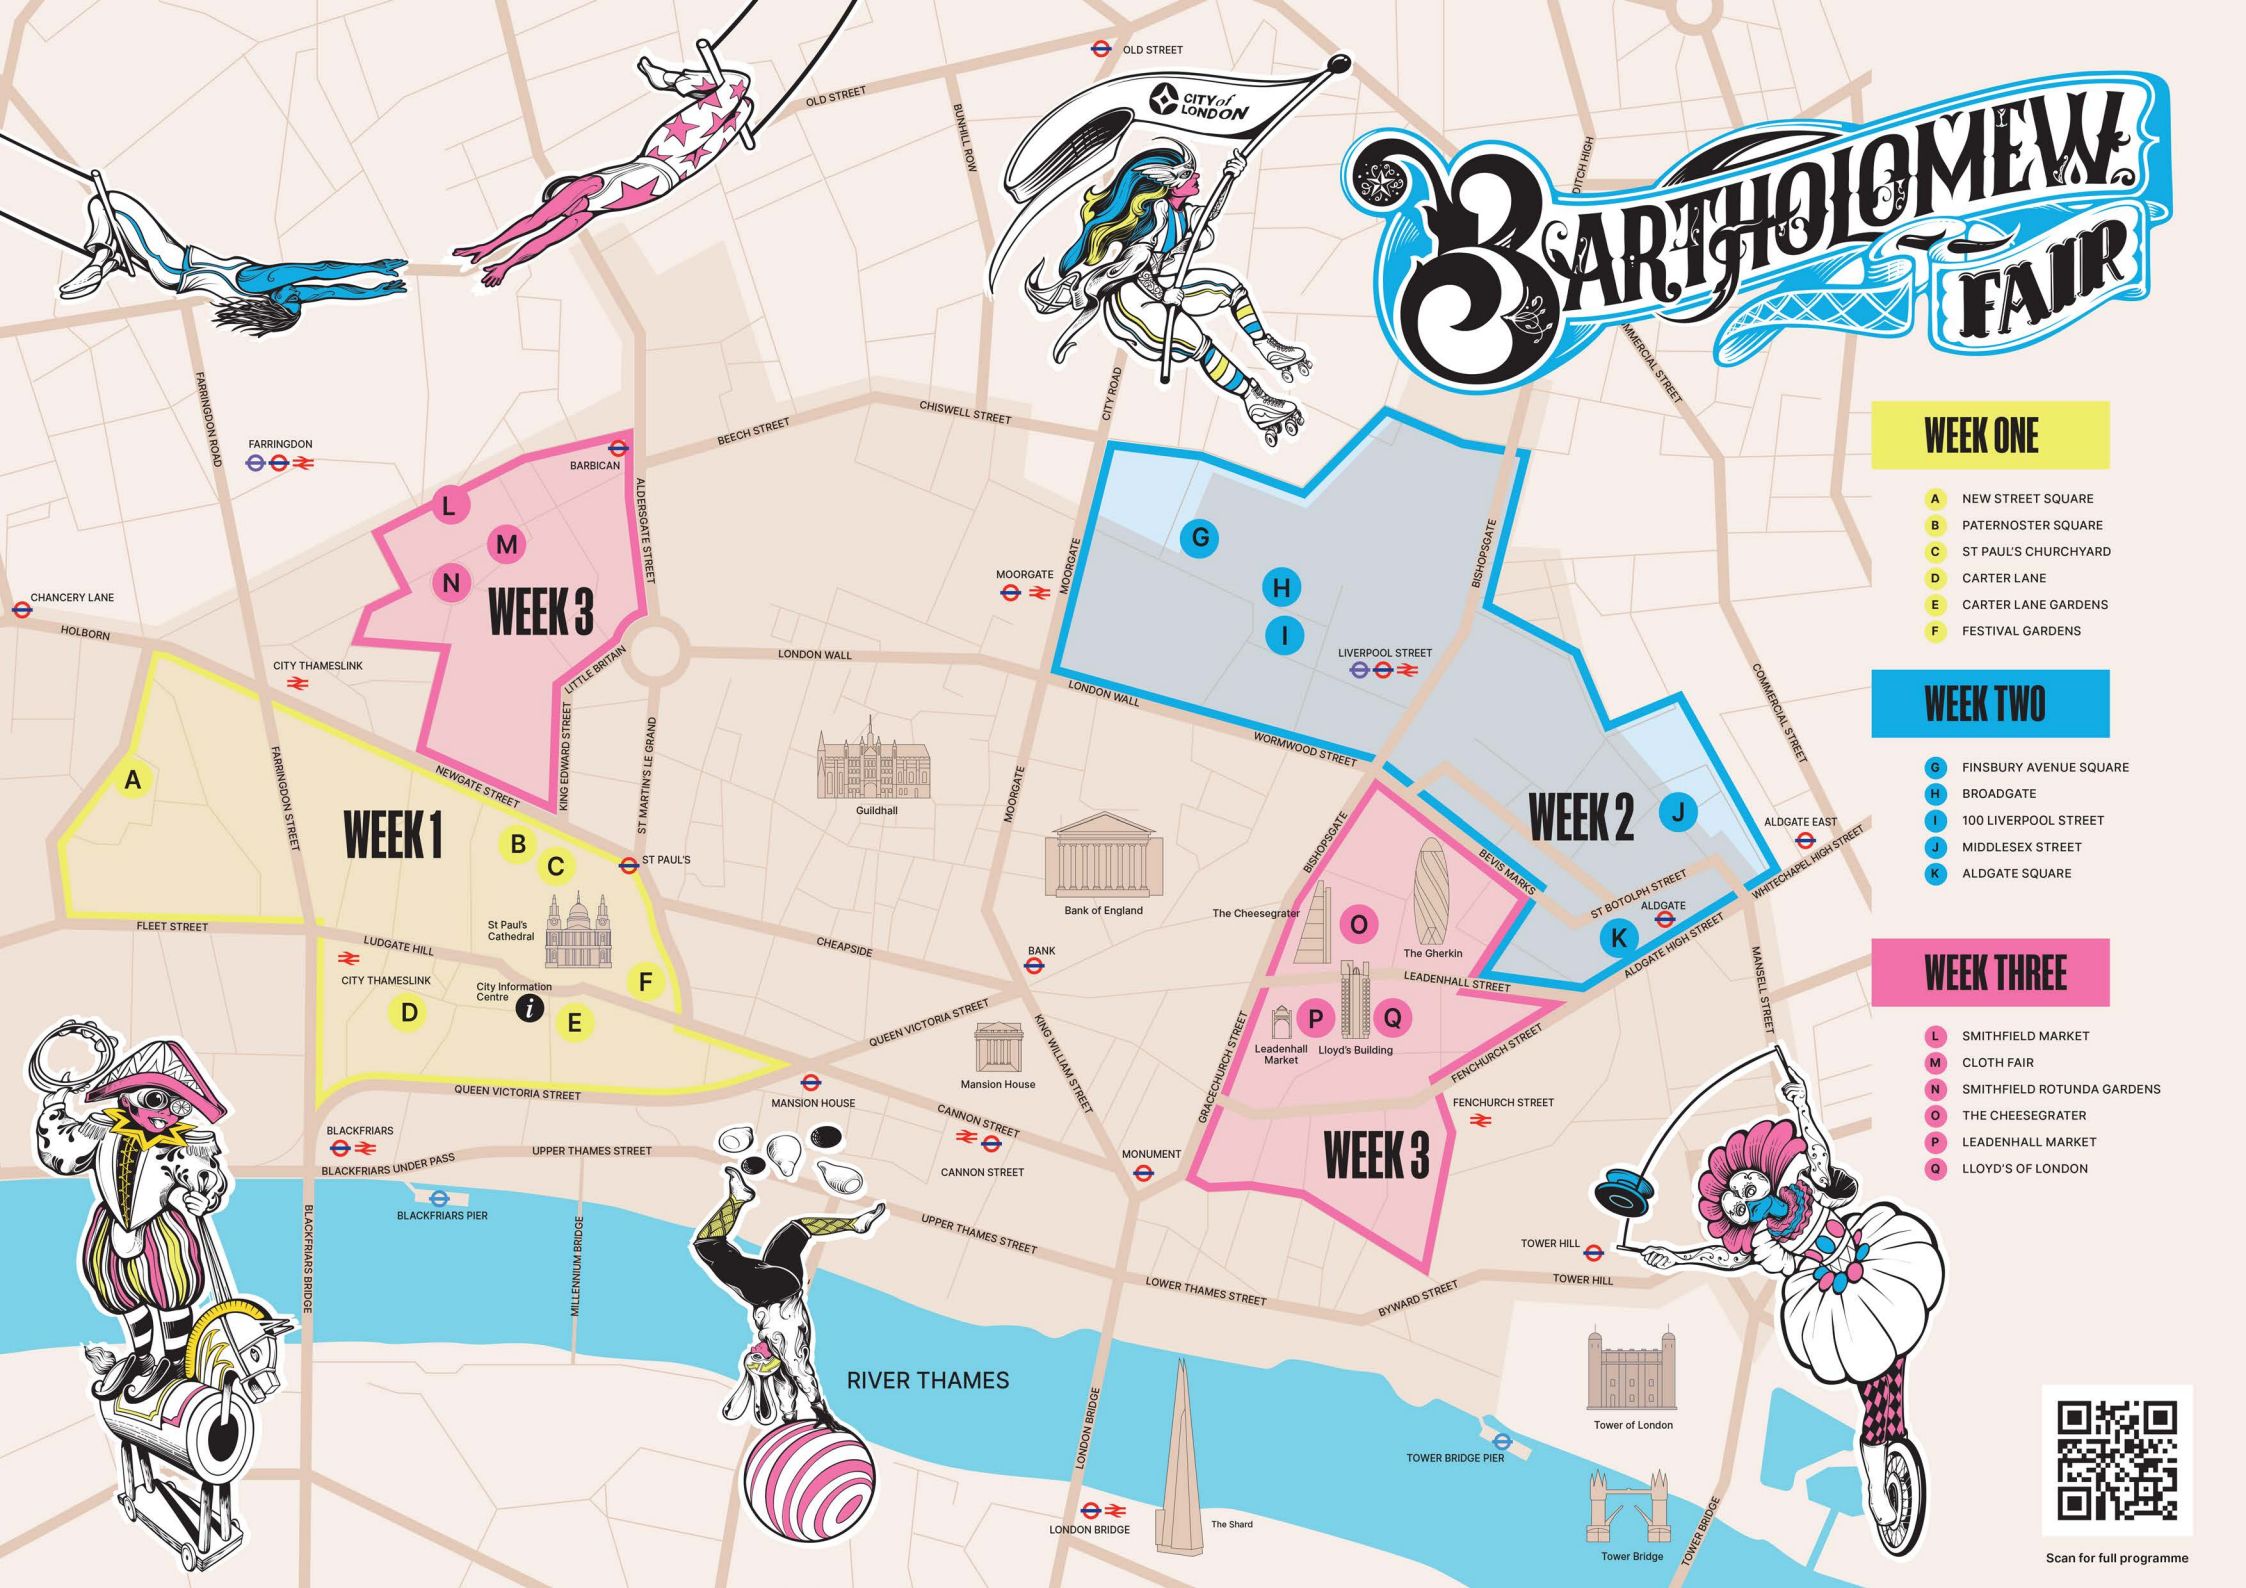 OLD STREET
OLD STREET
BUNHILL ROW
CITY of
LONDON
DITCH HIGH
BARTHOLOMEW
FAIR
MMERCIAL STREET
FARRINGDON ROAD
CITY ROAD
CHISWELL STREET
BEECH STREET
FARRINGDON
BARBICAN
ALDERSGATE STREET
L
M
N
WEEK 3
CHANCERY LANE
HOLBORN
CITY THAMESLINK
LITTLE BRITAIN
LONDON WALL
MOORGATE
MOORGATE
G
H
I
BISHOPSGATE
LIVERPOOL STREET
LONDON WALL
WORMWOOD STREET
COMMERCIAL STREET
A
FARRINGDON STREET
NEWGATE STREET
KING EDWARD STREET
ST MARTIN'S LE GRAND
Guildhall
MOORGATE
WEEK 1
B
C
ST PAUL'S
WEEK 2
J
ALDGATE EAST
WHITECHAPEL HIGH STREET
BISHOPSGATE
BEVIS MARKS
ST BOTOLPH STREET
ALDGATE
K
ALDGATE HIGH STREET
MANSELL STREET
Bank of England
The Cheesegrater
O
The Gherkin
LEADENHALL STREET
FLEET STREET
LUDGATE HILL
St Paul's
Cathedral
CHEAPSIDE
BANK
CITY THAMESLINK
City Information
Centre
i
F
D
E
QUEEN VICTORIA STREET
KING WILLIAM STREET
GRACECHURCH STREET
P
Q
Leadenhall
Market
Lloyd's Building
FENCHURCH STREET
Mansion House
QUEEN VICTORIA STREET
MANSION HOUSE
CANNON STREET
CANNON STREET
FENCHURCH STREET
WEEK 3
BLACKFRIARS
BLACKFRIARS UNDER PASS
UPPER THAMES STREET
MONUMENT
BLACKFRIARS PIER
BLACKFRIARS BRIDGE
MILLENNIUM BRIDGE
UPPER THAMES STREET
LOWER THAMES STREET
BYWARD STREET
TOWER HILL
TOWER HILL
RIVER THAMES
LONDON BRIDGE
LONDON BRIDGE
The Shard
TOWER BRIDGE PIER
Tower of London
Tower Bridge
TOWER BRIDGE
WEEK ONE
A NEW STREET SQUARE
B PATERNOSTER SQUARE
C ST PAUL'S CHURCHYARD
D CARTER LANE
E CARTER LANE GARDENS
F FESTIVAL GARDENS
WEEK TWO
G FINSBURY AVENUE SQUARE
H BROADGATE
I 100 LIVERPOOL STREET
J MIDDLESEX STREET
K ALDGATE SQUARE
WEEK THREE
L SMITHFIELD MARKET
M CLOTH FAIR
N SMITHFIELD ROTUNDA GARDENS
O THE CHEESEGRATER
P LEADENHALL MARKET
Q LLOYD'S OF LONDON
Scan for full programme